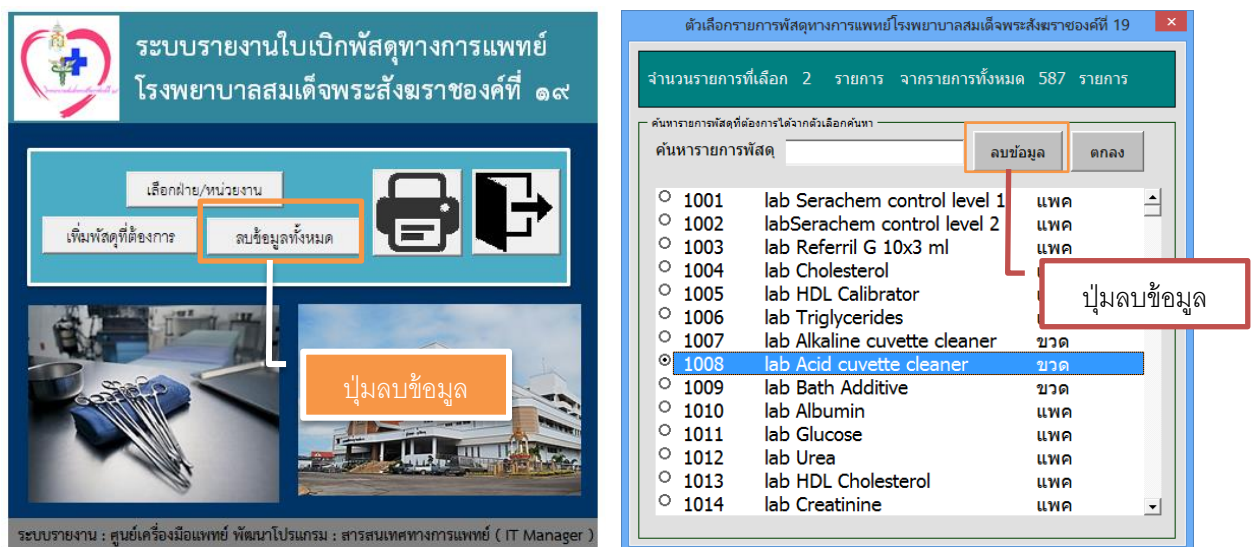 ระบบรายงานใบเบิกพัสดุทางการแพทย์
โรงพยาบาลสมเด็จพระสังฆราชองค์ที่ ๑๙
เลือกฝ่าย/หน่วยงาน
เพิ่มพัสดุที่ต้องการ
ลบข้อมูลทั้งหมด
ปุ่มลบข้อมูล
ระบบรายงาน : ศูนย์เครื่องมือแพทย์ พัฒนาโปรแกรม : สารสนเทศทางการแพทย์ ( IT Manager )
ตัวเลือกรายการพัสดุทางการแพทย์โรงพยาบาลสมเด็จพระสังฆราชองค์ที่ 19
จำนวนรายการที่เลือก 2 รายการ จากรายการทั้งหมด 587 รายการ
ค้นหารายการพัสดุที่ต้องการได้จากตัวเลือกค้นหา
ค้นหารายการพัสดุ ลบข้อมูล ตกลง
1001 lab Serachem control level 1 แพค
1002 labSerachem control level 2 แพค
1003 lab Referril G 10x3 ml แพค
1004 lab Cholesterol
1005 lab HDL Calibrator
1006 lab Triglycerides
1007 lab Alkaline cuvette cleaner ขวด
1008 lab Acid cuvette cleaner ขวด
1009 lab Bath Additive ขวด
1010 lab Albumin แพค
1011 lab Glucose แพค
1012 lab Urea แพค
1013 lab HDL Cholesterol แพค
1014 lab Creatinine แพค
ปุ่มลบข้อมูล